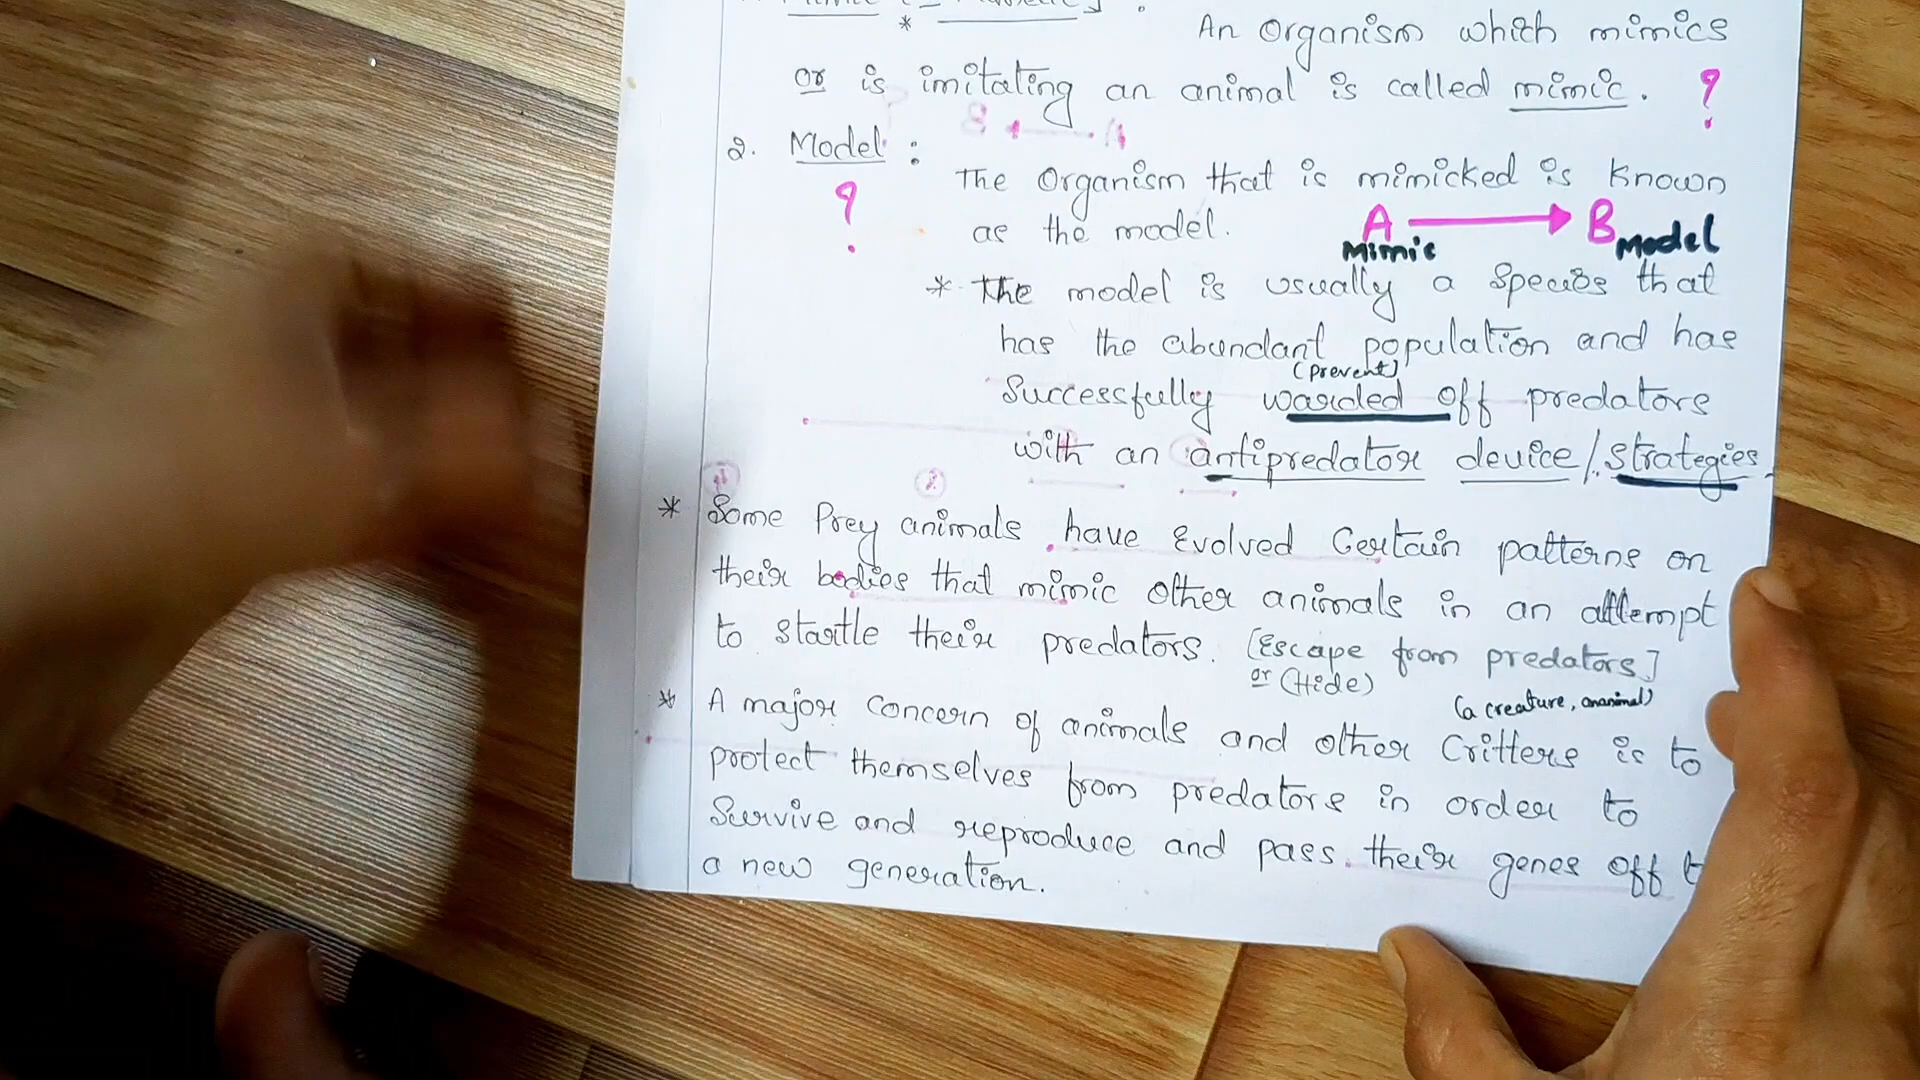 An organism which mimics
or is imitating an animal is called mimic. ?
2. Model :
?
The organism that is mimicked is known
as the model.
A → B
Mimic Model
* The model is usually a species that
has the abundant population and has
(prevent)
Successfully warded off predators
with an antipredator device/strategies
* Some Prey animals have Evolved Certain patterns on
their bodies that mimic other animals in an attempt
to startle their predators. [Escape from predators]
or (Hide)
(a creature, an animal)
* A major concern of animals and other Critters is to
protect themselves from predators in order to
Survive and reproduce and pass their genes off t
a new generation.